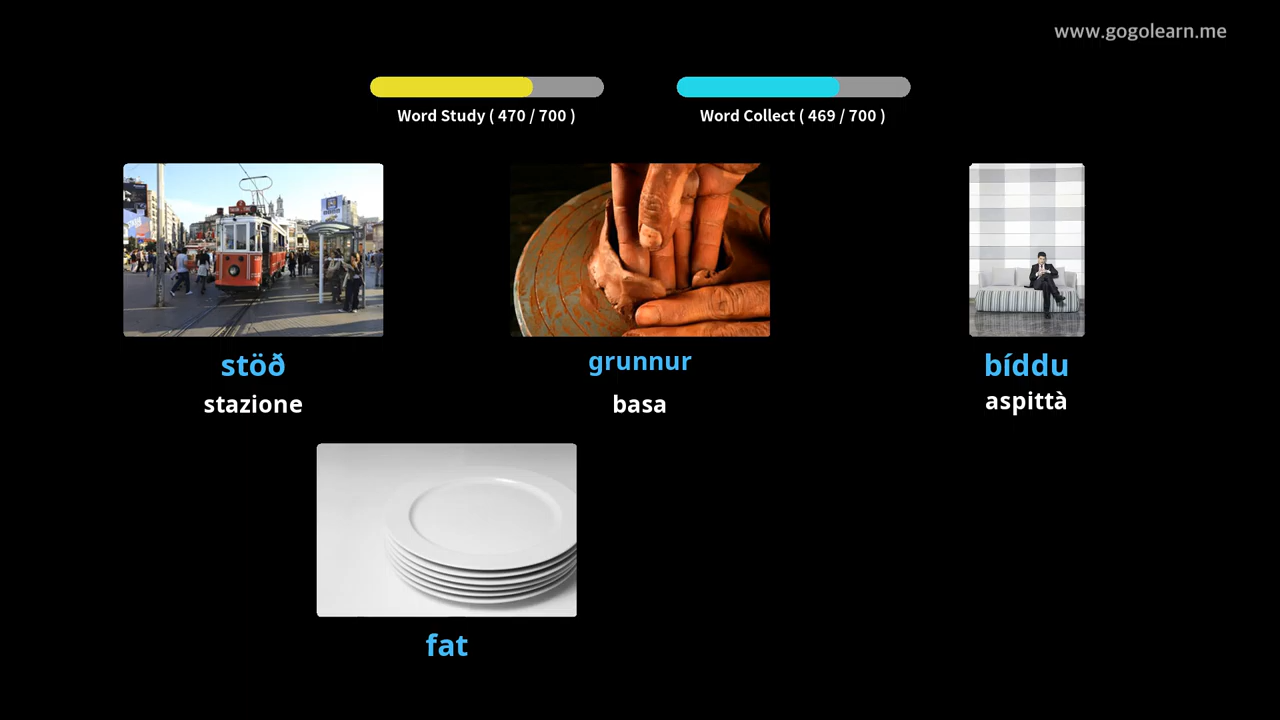 www.gogolearn.me
Word Study ( 470 / 700 )
Word Collect ( 469 / 700 )
stöð
grunnur
bíddu
stazione
basa
aspittà
fat